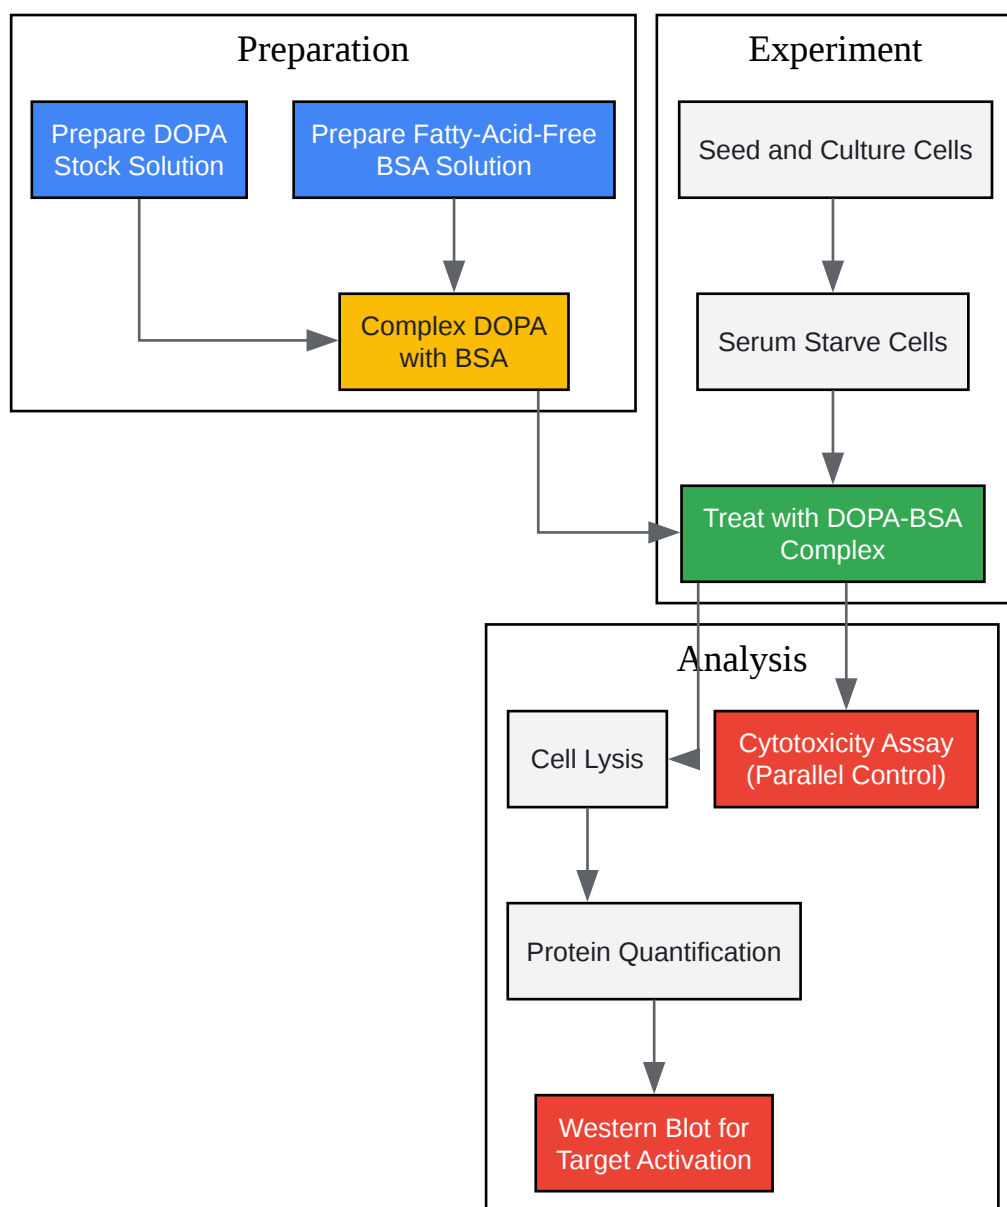 Preparation
Prepare DOPA
Stock Solution
Prepare Fatty-Acid-Free
BSA Solution
Complex DOPA
with BSA
Experiment
Seed and Culture Cells
Serum Starve Cells
Treat with DOPA-BSA
Complex
Analysis
Cell Lysis
Cytotoxicity Assay
(Parallel Control)
Protein Quantification
Western Blot for
Target Activation